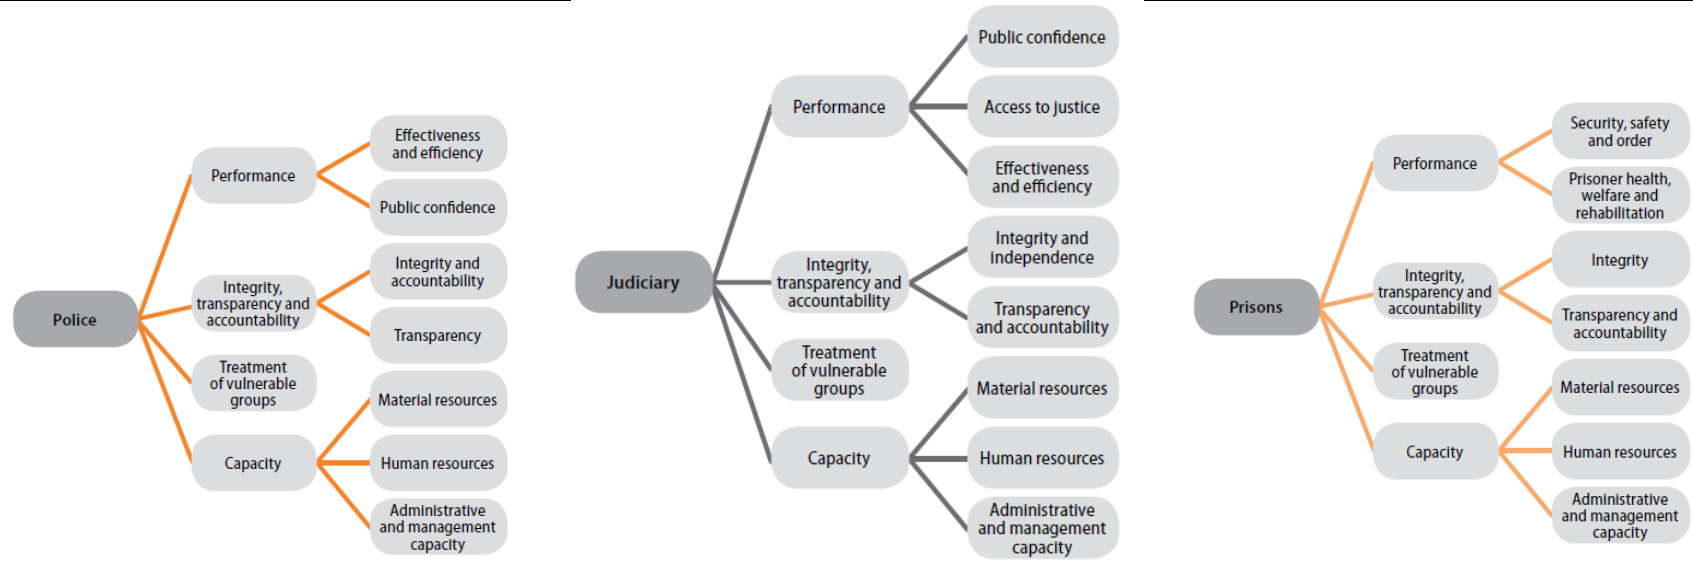 Police
Performance
Effectiveness
and efficiency
Public confidence
Integrity,
transparency and
accountability
Integrity and
accountability
Transparency
Treatment
of vulnerable
groups
Capacity
Material resources
Human resources
Administrative
and management
capacity
Judiciary
Performance
Public confidence
Access to justice
Effectiveness
and efficiency
Integrity,
transparency and
accountability
Integrity and
independence
Transparency
and accountability
Treatment
of vulnerable
groups
Capacity
Material resources
Human resources
Administrative
and management
capacity
Prisons
Performance
Security, safety
and order
Prisoner health,
welfare and
rehabilitation
Integrity,
transparency and
accountability
Integrity
Transparency and
accountability
Treatment
of vulnerable
groups
Capacity
Material resources
Human resources
Administrative
and management
capacity